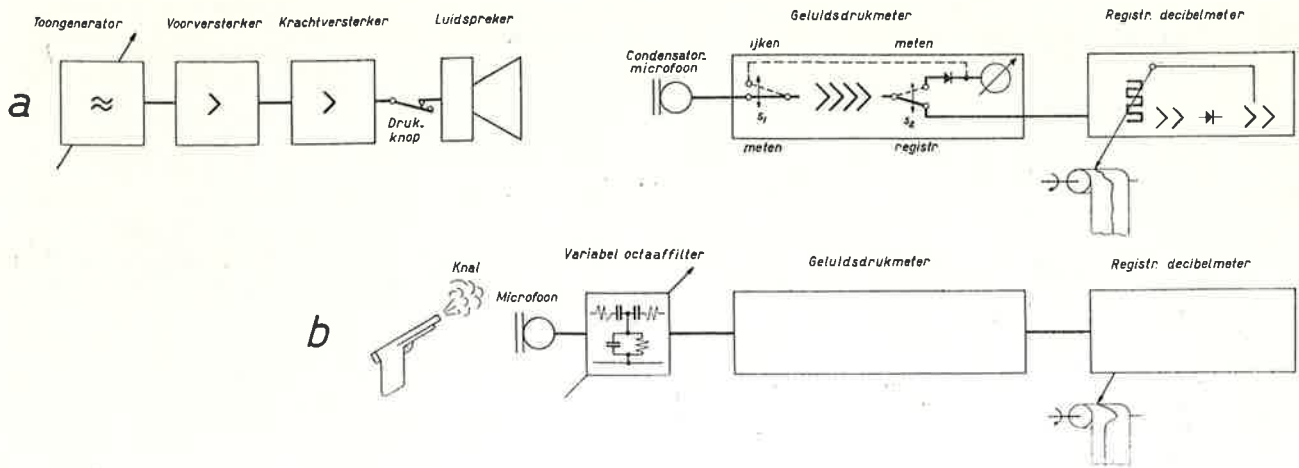 Toongenerator
Voorversterker
Krachtversterker
Luidspreker
Druk-
knop
a
Geluidsdrukmeter
Registr. decibelmeter
ijken
meten
Condensator-
microfoon
S1
S2
meten
registr.
Knal
Variabel octaaffilter
Geluidsdrukmeter
Registr. decibelmeter
Microfoon
b